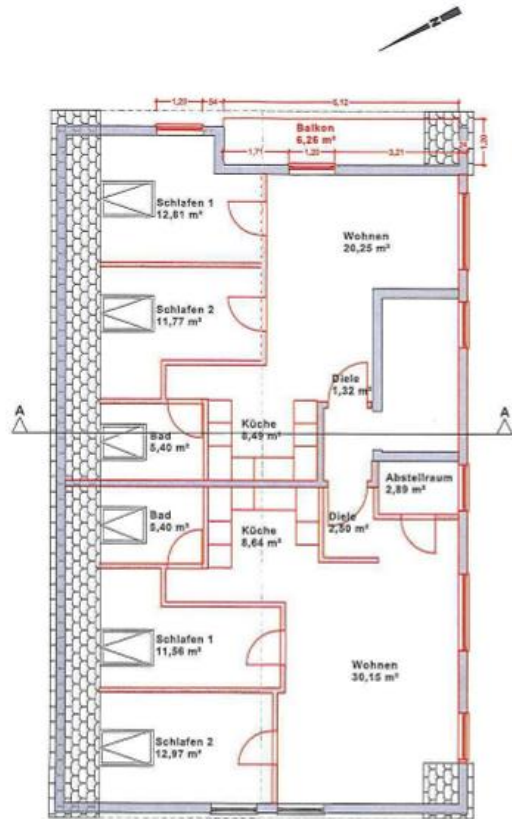 N
1,20
54
6,12
Balkon
6,26 m²
1,20
1,71
1,20
3,21
24
Schlafen 1
12,81 m²
Wohnen
20,25 m²
Schlafen 2
11,77 m²
Diele
1,32 m²
A
A
Küche
8,49 m²
Bad
5,40 m²
Abstellraum
2,89 m²
Bad
5,40 m²
Küche
8,64 m²
Diele
2,50 m²
Schlafen 1
11,56 m²
Wohnen
30,15 m²
Schlafen 2
12,97 m²